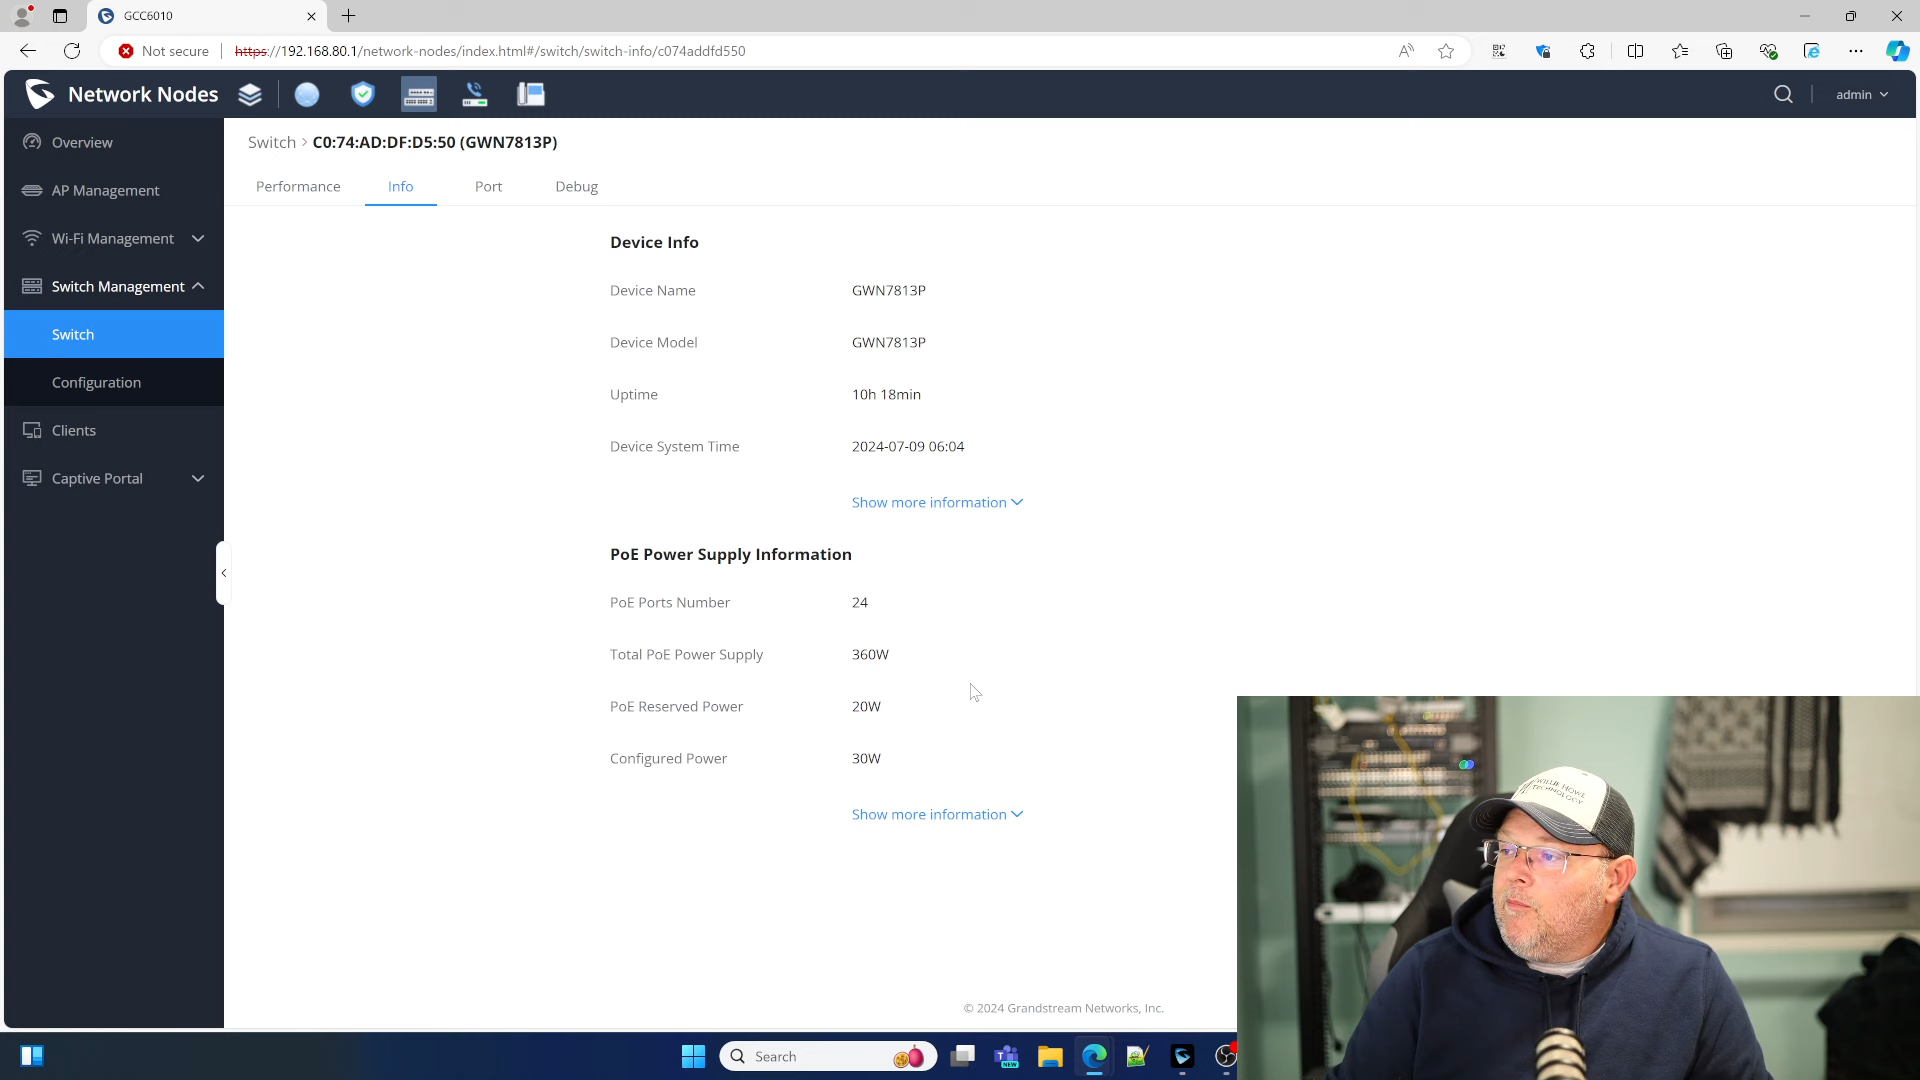 GCC6010
Not secure
https://192.168.80.1/network-nodes/index.html#/switch/switch-info/c074addfd550
Network Nodes
admin
Overview
AP Management
Wi-Fi Management
Switch Management
Switch
Configuration
Clients
Captive Portal
Switch > C0:74:AD:DF:D5:50 (GWN7813P)
Performance Info Port Debug
Device Info
Device Name GWN7813P
Device Model GWN7813P
Uptime 10h 18min
Device System Time 2024-07-09 06:04
Show more information
PoE Power Supply Information
PoE Ports Number 24
Total PoE Power Supply 360W
PoE Reserved Power 20W
Configured Power 30W
Show more information
© 2024 Grandstream Networks, Inc.
WILLIE HOWE
TECHNOLOGY
Search
NEW